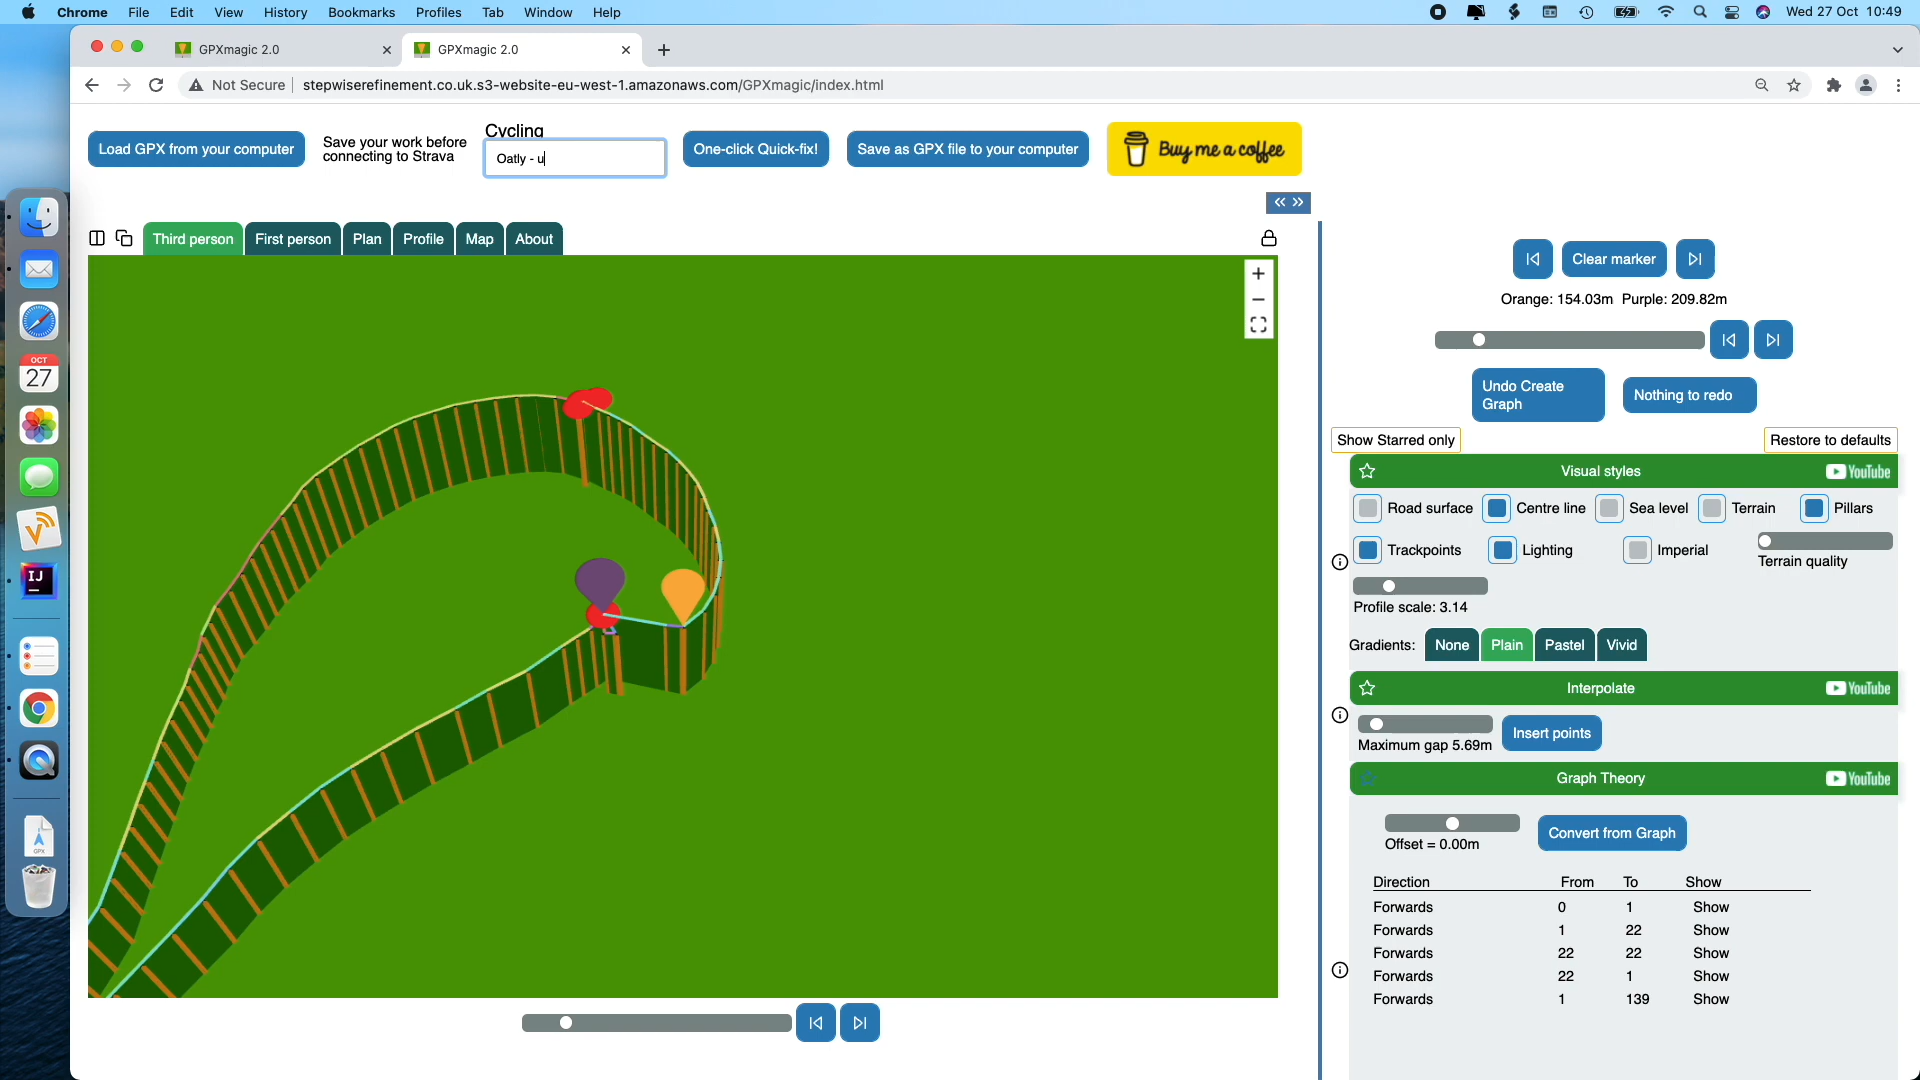 Chrome File Edit View History Bookmarks Profiles Tab Window Help Wed 27 Oct 10:49
GPXmagic 2.0 GPXmagic 2.0
Not Secure stepwiserefinement.co.uk.s3-website-eu-west-1.amazonaws.com/GPXmagic/index.html
Load GPX from your computer
Save your work before
connecting to Strava
Cycling
Oatly - u
One-click Quick-fix!
Save as GPX file to your computer
Buy me a coffee
Third person First person Plan Profile Map About
Clear marker
Orange: 154.03m Purple: 209.82m
Undo Create
Graph
Nothing to redo
Show Starred only Restore to defaults
Visual styles YouTube
Road surface Centre line Sea level Terrain Pillars
Trackpoints Lighting Imperial
Terrain quality
Profile scale: 3.14
Gradients: None Plain Pastel Vivid
Interpolate YouTube
Maximum gap 5.69m
Insert points
Graph Theory YouTube
Offset = 0.00m
Convert from Graph
Direction From To Show
Forwards 0 1 Show
Forwards 1 22 Show
Forwards 22 22 Show
Forwards 22 1 Show
Forwards 1 139 Show
OCT
27
IJ
GPX